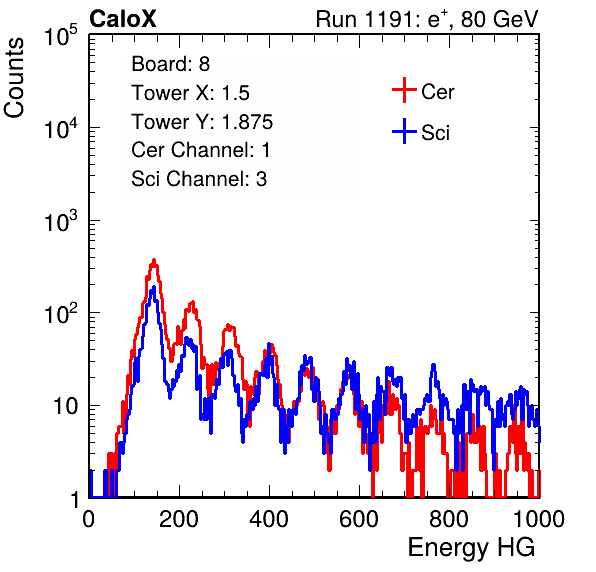 CaloX Run 1191: e⁺, 80 GeV
Counts
10⁵
10⁴
10³
10²
10
1
Board: 8
Tower X: 1.5
Tower Y: 1.875
Cer Channel: 1
Sci Channel: 3
Cer
Sci
0 200 400 600 800 1000
Energy HG